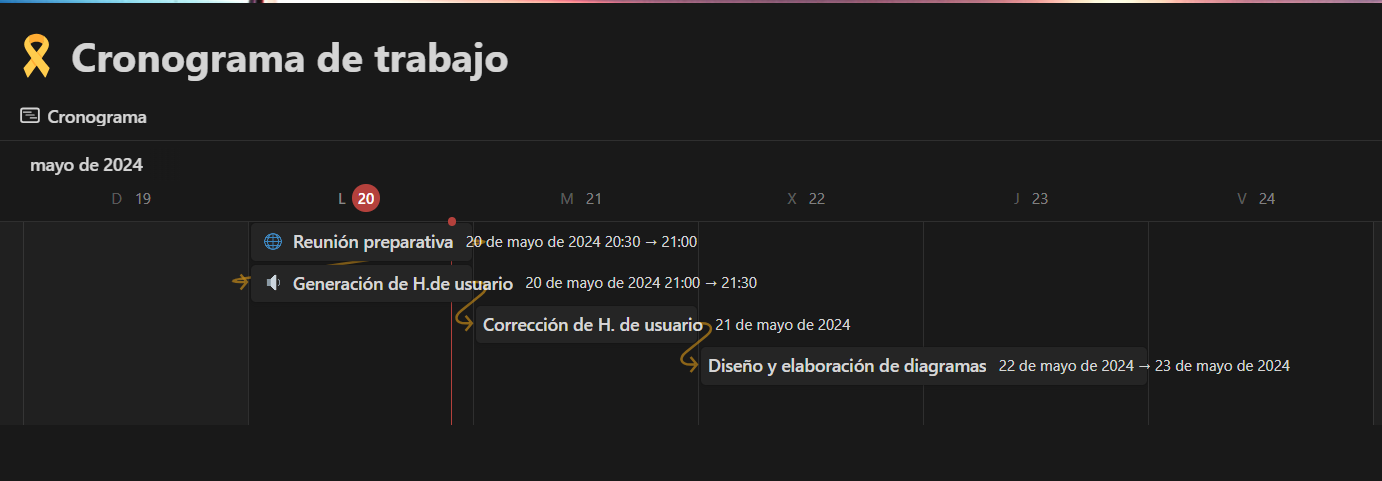 Cronograma de trabajo
Cronograma
mayo de 2024
D 19 L 20 M 21 X 22 J 23 V 24
Reunión preparativa 20 de mayo de 2024 20:30 → 21:00
Generación de H.de usuario 20 de mayo de 2024 21:00 → 21:30
Corrección de H. de usuario 21 de mayo de 2024
Diseño y elaboración de diagramas 22 de mayo de 2024 → 23 de mayo de 2024